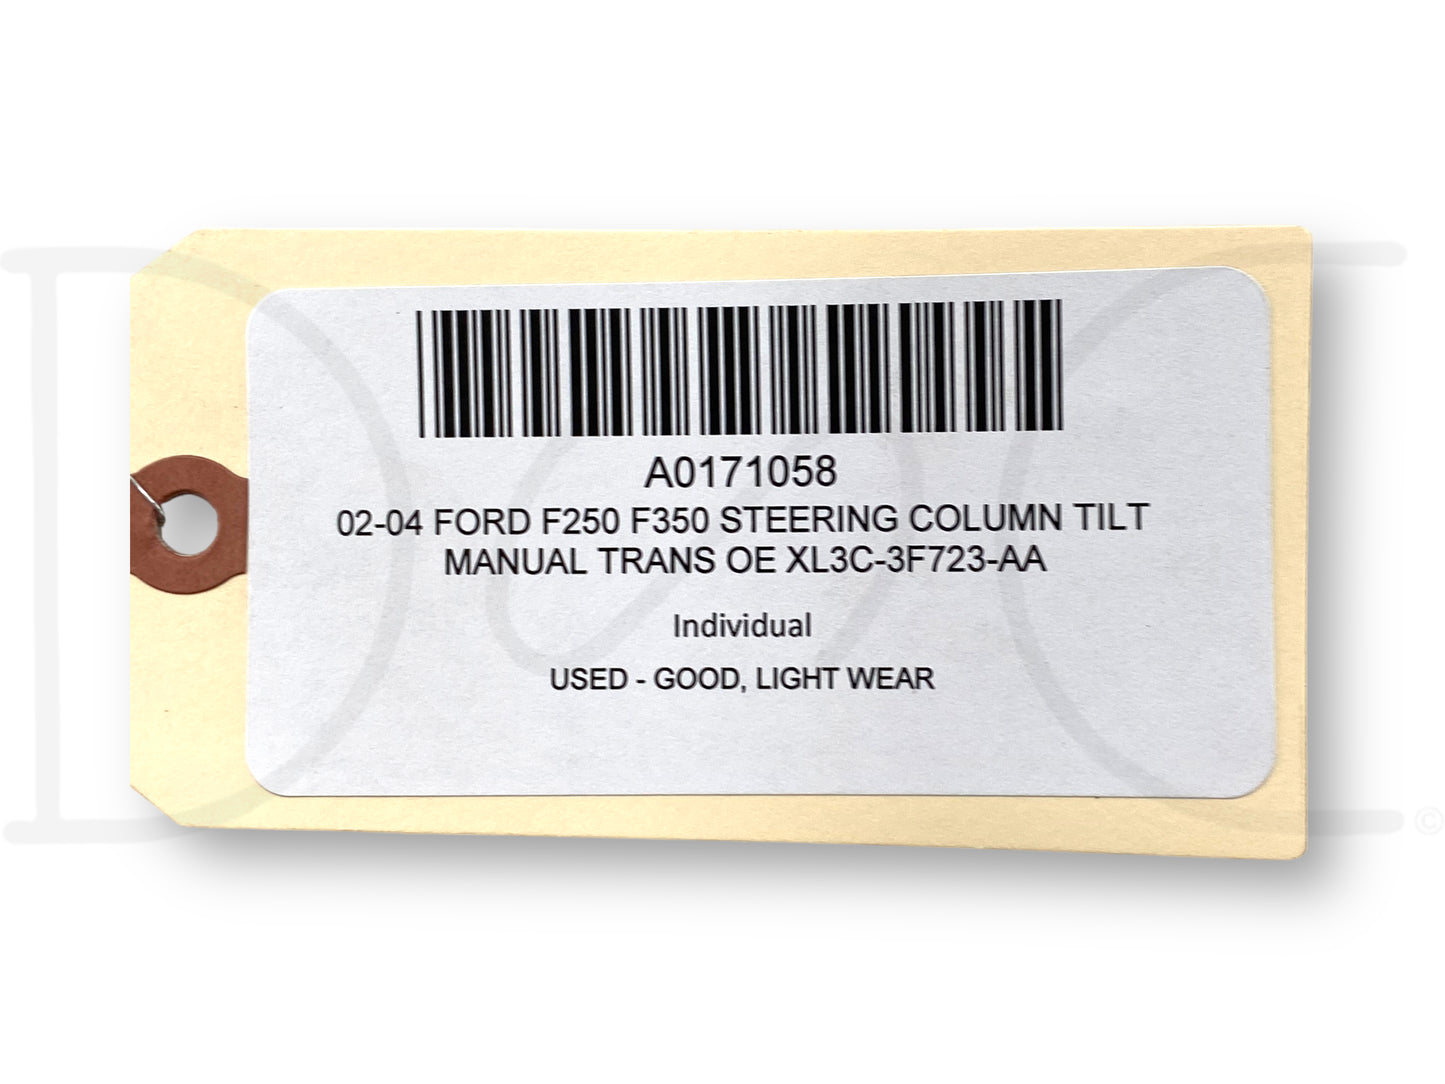 A0171058
02-04 FORD F250 F350 STEERING COLUMN TILT
MANUAL TRANS OE XL3C-3F723-AA
Individual
USED - GOOD, LIGHT WEAR
©